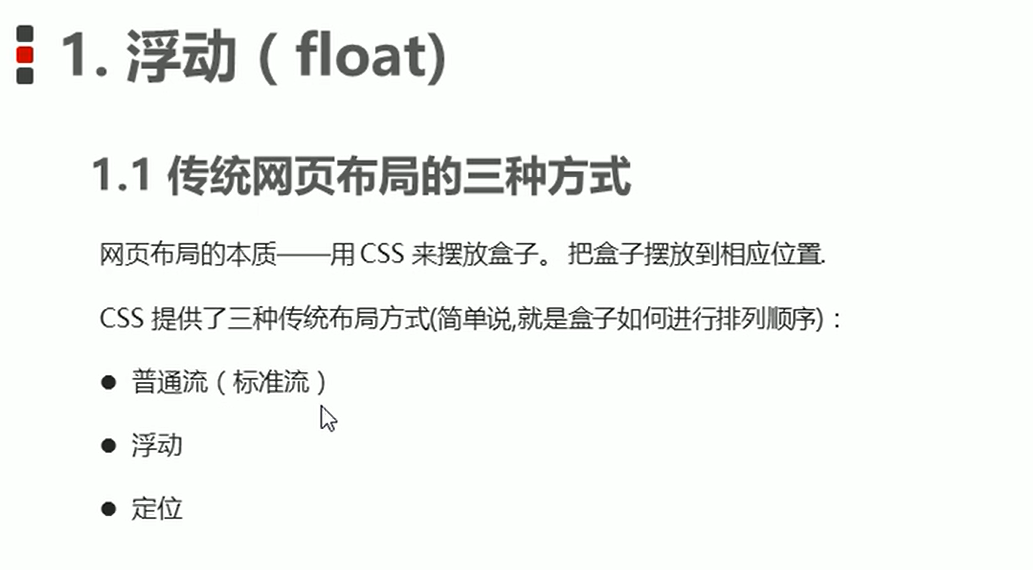 1. 浮动（float)
1.1 传统网页布局的三种方式
网页布局的本质——用 CSS 来摆放盒子。 把盒子摆放到相应位置.
CSS 提供了三种传统布局方式(简单说,就是盒子如何进行排列顺序)：
● 普通流（标准流）
● 浮动
● 定位